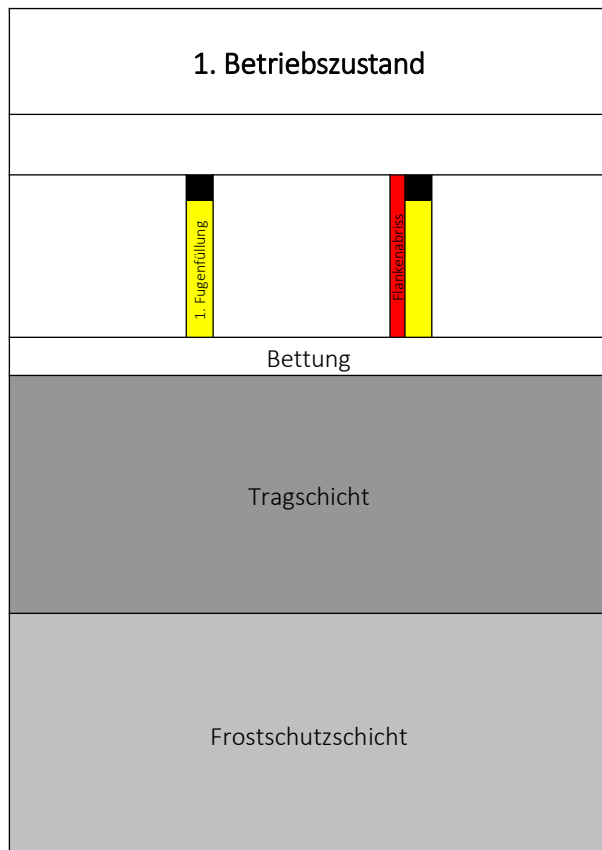 1. Betriebszustand
1. Fugenfüllung
Flankenabriss
Bettung
Tragschicht
Frostschutzschicht